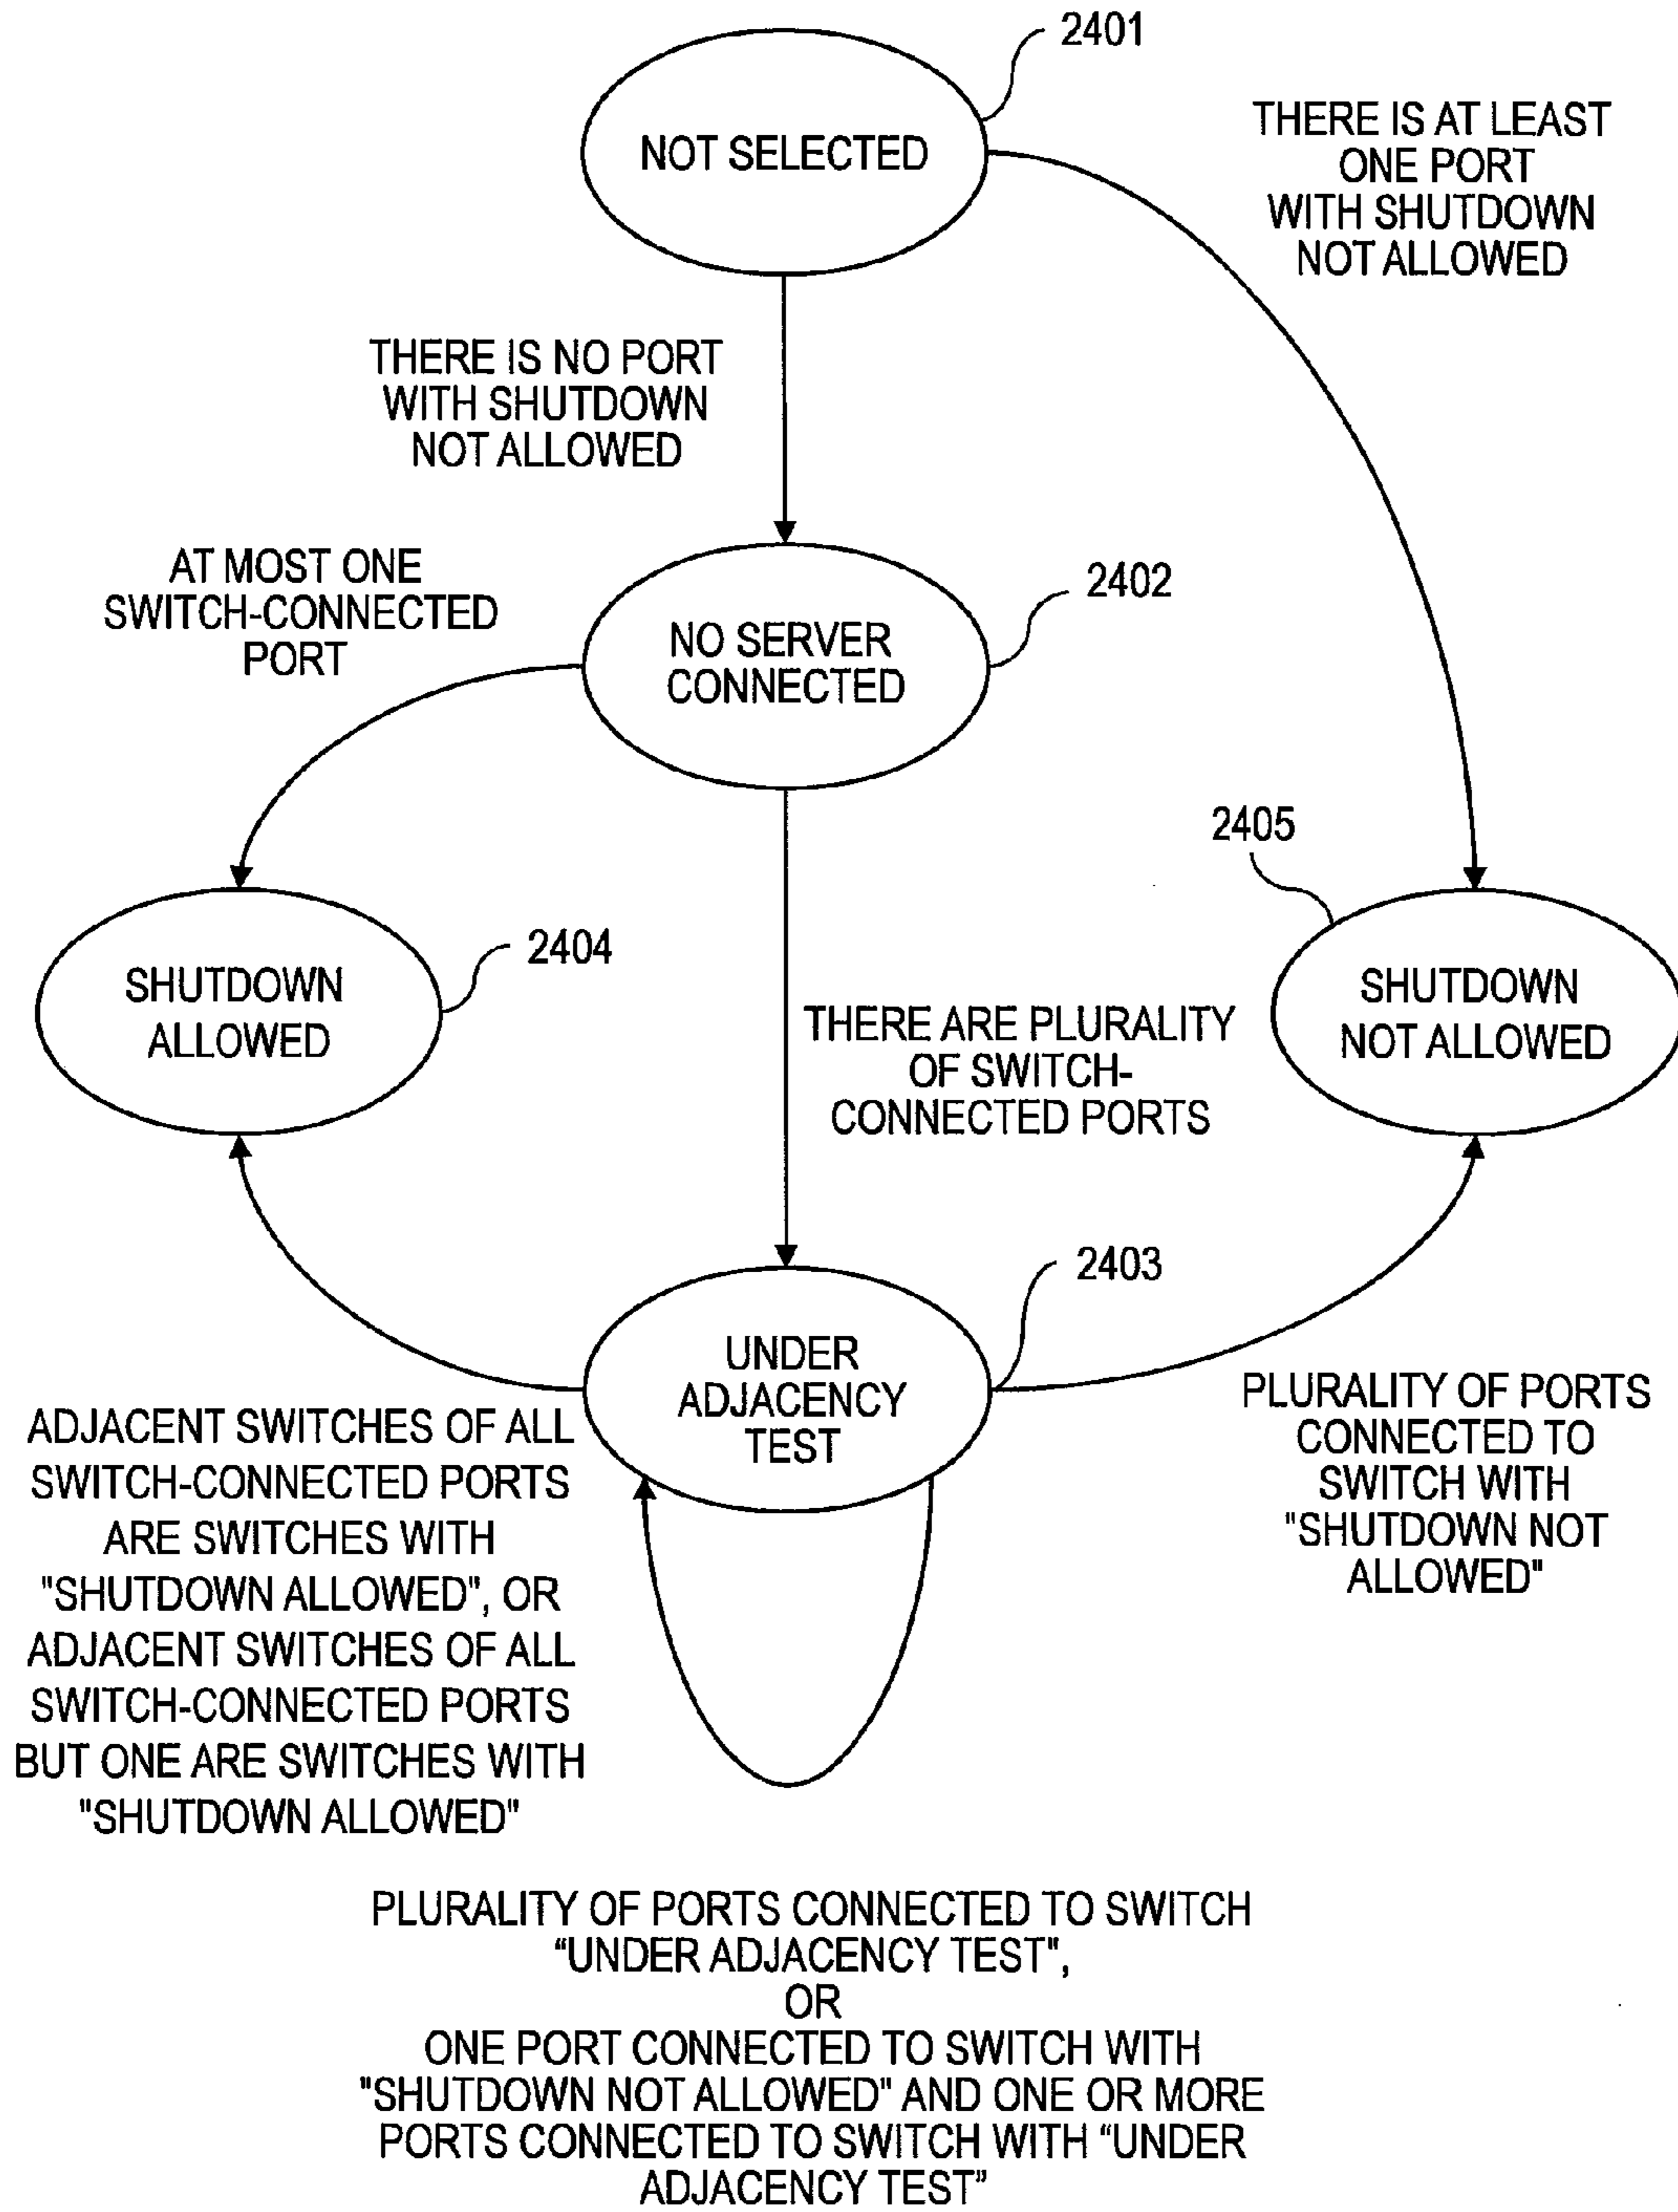 2401
NOT SELECTED
THERE IS AT LEAST
ONE PORT
WITH SHUTDOWN
NOT ALLOWED
THERE IS NO PORT
WITH SHUTDOWN
NOT ALLOWED
AT MOST ONE
SWITCH-CONNECTED
PORT
2402
NO SERVER
CONNECTED
2405
2404
SHUTDOWN
ALLOWED
SHUTDOWN
NOT ALLOWED
THERE ARE PLURALITY
OF SWITCH-
CONNECTED PORTS
2403
UNDER
ADJACENCY
TEST
PLURALITY OF PORTS
CONNECTED TO
SWITCH WITH
"SHUTDOWN NOT
ALLOWED"
ADJACENT SWITCHES OF ALL
SWITCH-CONNECTED PORTS
ARE SWITCHES WITH
"SHUTDOWN ALLOWED", OR
ADJACENT SWITCHES OF ALL
SWITCH-CONNECTED PORTS
BUT ONE ARE SWITCHES WITH
"SHUTDOWN ALLOWED"
PLURALITY OF PORTS CONNECTED TO SWITCH
“UNDER ADJACENCY TEST",
OR
ONE PORT CONNECTED TO SWITCH WITH
"SHUTDOWN NOT ALLOWED" AND ONE OR MORE
PORTS CONNECTED TO SWITCH WITH “UNDER
ADJACENCY TEST”